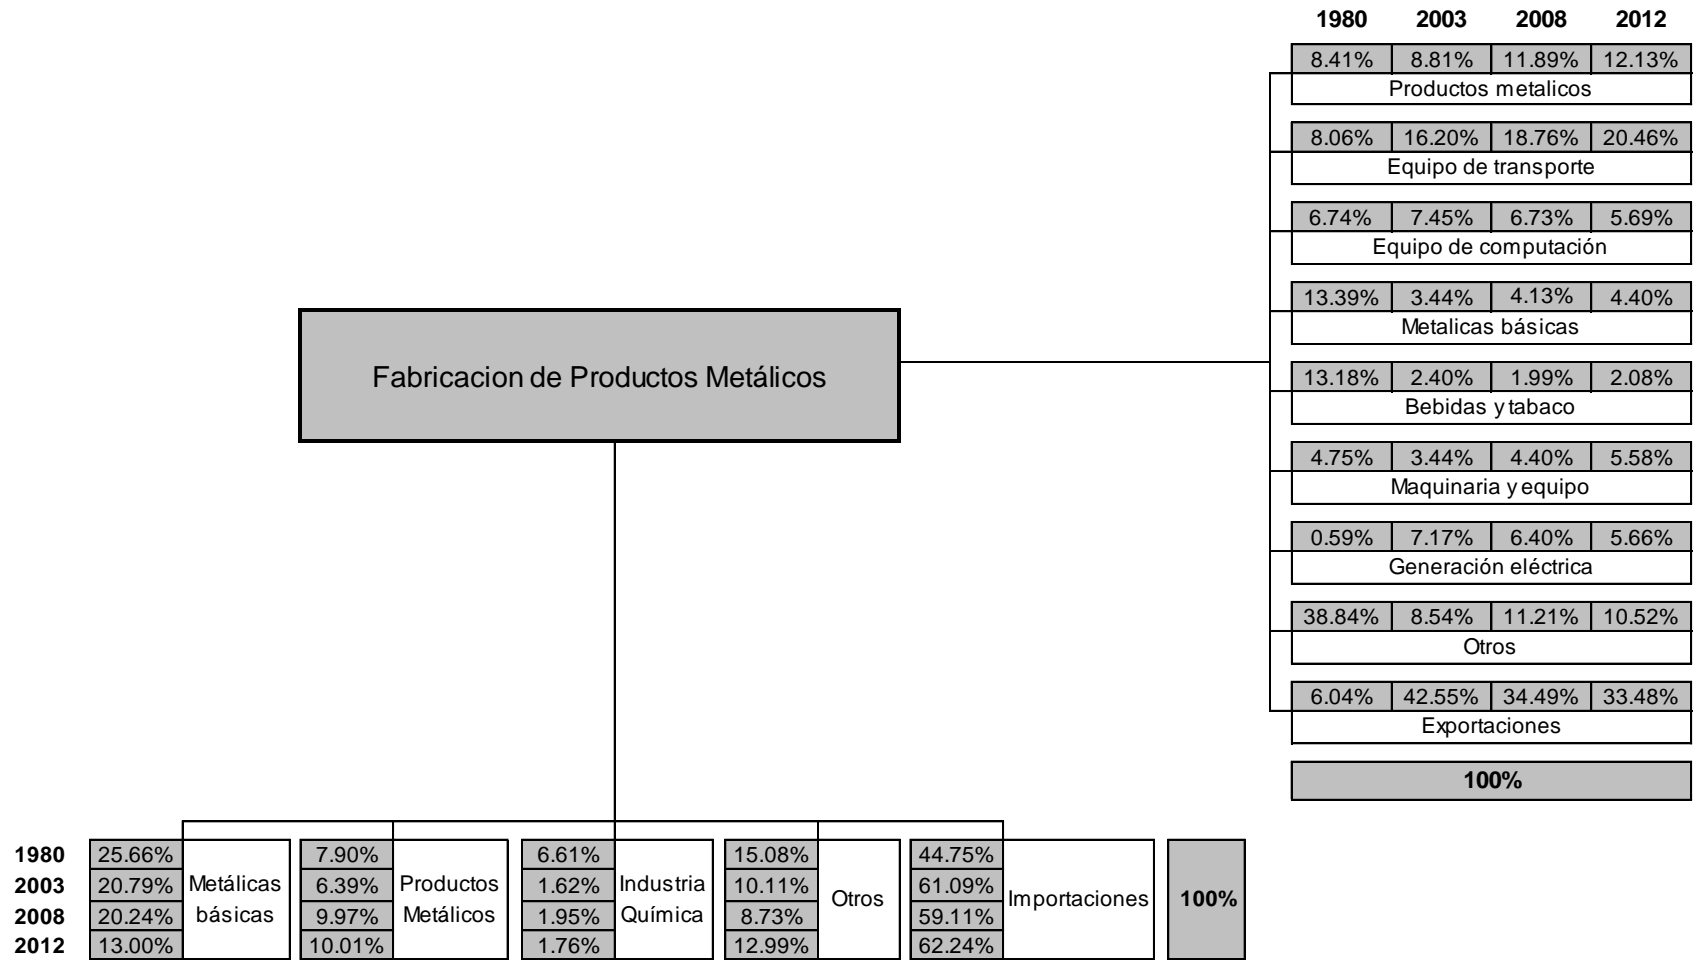 1980 2003 2008 2012
8.41% 8.81% 11.89% 12.13%
Productos metalicos
8.06% 16.20% 18.76% 20.46%
Equipo de transporte
6.74% 7.45% 6.73% 5.69%
Equipo de computación
13.39% 3.44% 4.13% 4.40%
Metalicas básicas
Fabricacion de Productos Metálicos
13.18% 2.40% 1.99% 2.08%
Bebidas y tabaco
4.75% 3.44% 4.40% 5.58%
Maquinaria y equipo
0.59% 7.17% 6.40% 5.66%
Generación eléctrica
38.84% 8.54% 11.21% 10.52%
Otros
6.04% 42.55% 34.49% 33.48%
Exportaciones
100%
1980 25.66% 7.90% 6.61% 15.08% 44.75%
2003 20.79% Metálicas 6.39% Productos 1.62% Industria 10.11% Otros 61.09% Importaciones 100%
2008 20.24% básicas 9.97% Metálicos 1.95% Química 8.73% 59.11%
2012 13.00% 10.01% 1.76% 12.99% 62.24%